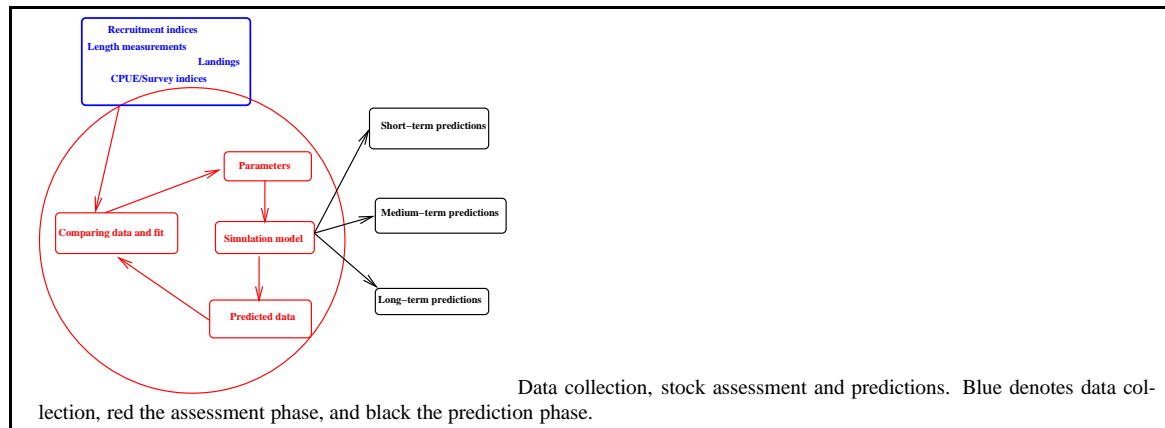 Recruitment indices
Length measurements
Landings
CPUE/Survey indices
Short−term predictions
Parameters
Medium−term predictions
Comparing data and fit
Simulation model
Long−term predictions
Predicted data
Data collection, stock assessment and predictions. Blue denotes data col-
lection, red the assessment phase, and black the prediction phase.